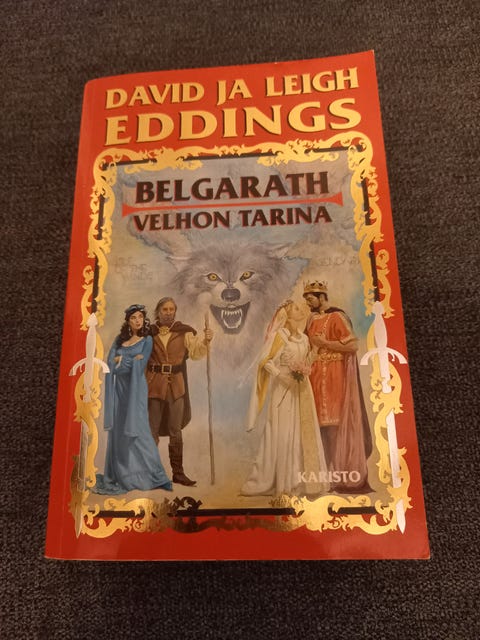 DAVID JA LEIGH
EDDINGS
BELGARATH
VELHON TARINA
KARISTO